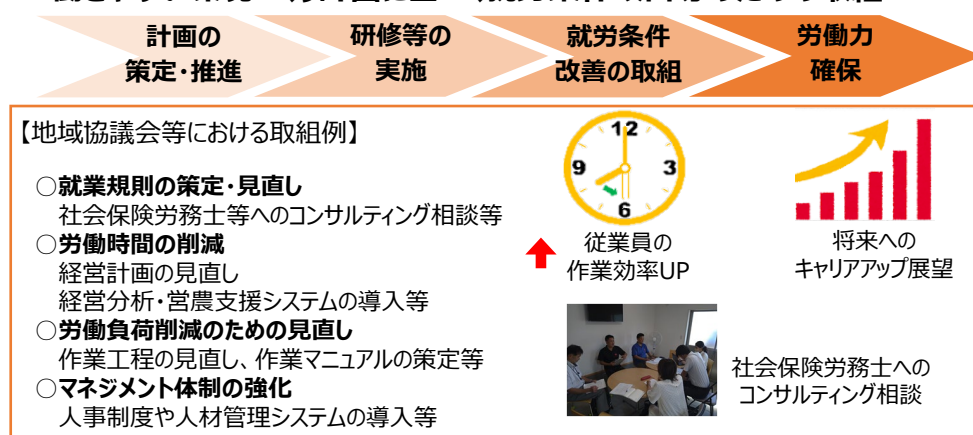 計画の
策定・推進
研修等の
実施
就労条件
改善の取組
労働力
確保
【地域協議会等における取組例】
○就業規則の策定・見直し
社会保険労務士等へのコンサルティング相談等
○労働時間の削減
経営計画の見直し
経営分析・営農支援システムの導入等
○労働負荷削減のための見直し
作業工程の見直し、作業マニュアルの策定等
○マネジメント体制の強化
人事制度や人材管理システムの導入等
12
9
3
6
従業員の
作業効率UP
将来への
キャリアアップ展望
社会保険労務士への
コンサルティング相談